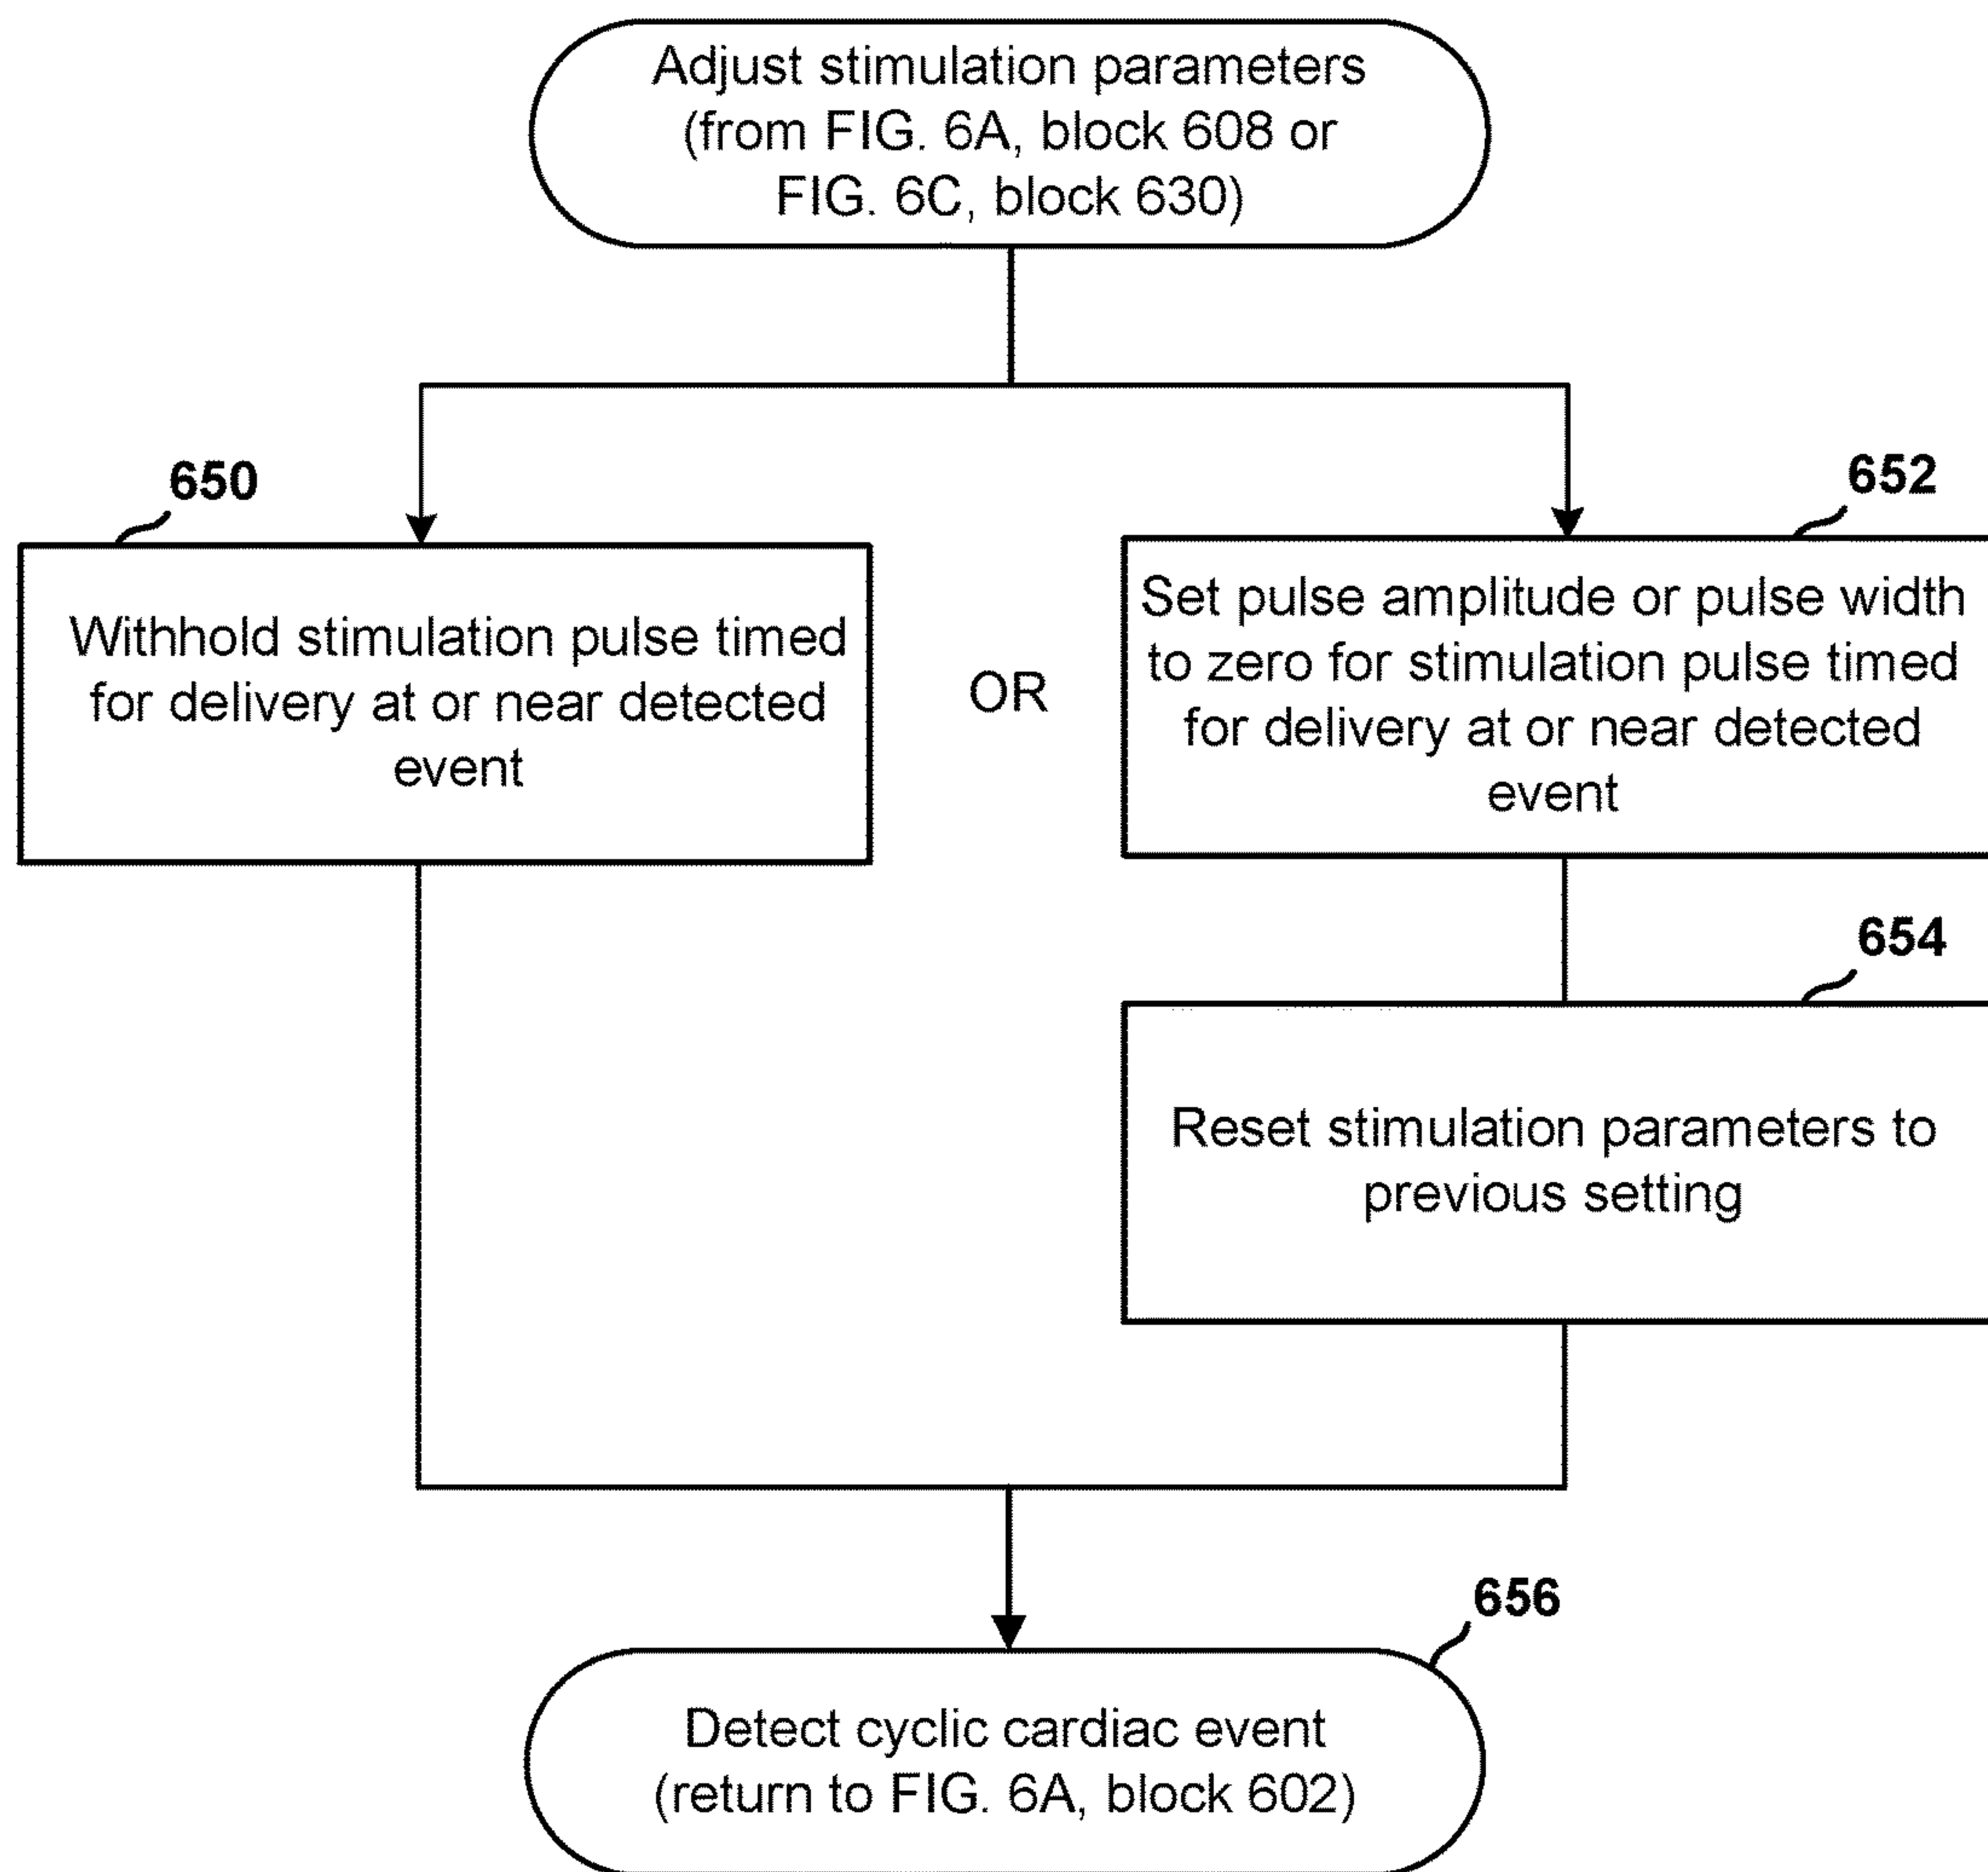 Adjust stimulation parameters
(from FIG. 6A, block 608 or
FIG. 6C, block 630)
650
Withhold stimulation pulse timed
for delivery at or near detected
event
OR
652
Set pulse amplitude or pulse width
to zero for stimulation pulse timed
for delivery at or near detected
event
654
Reset stimulation parameters to
previous setting
656
Detect cyclic cardiac event
(return to FIG. 6A, block 602)